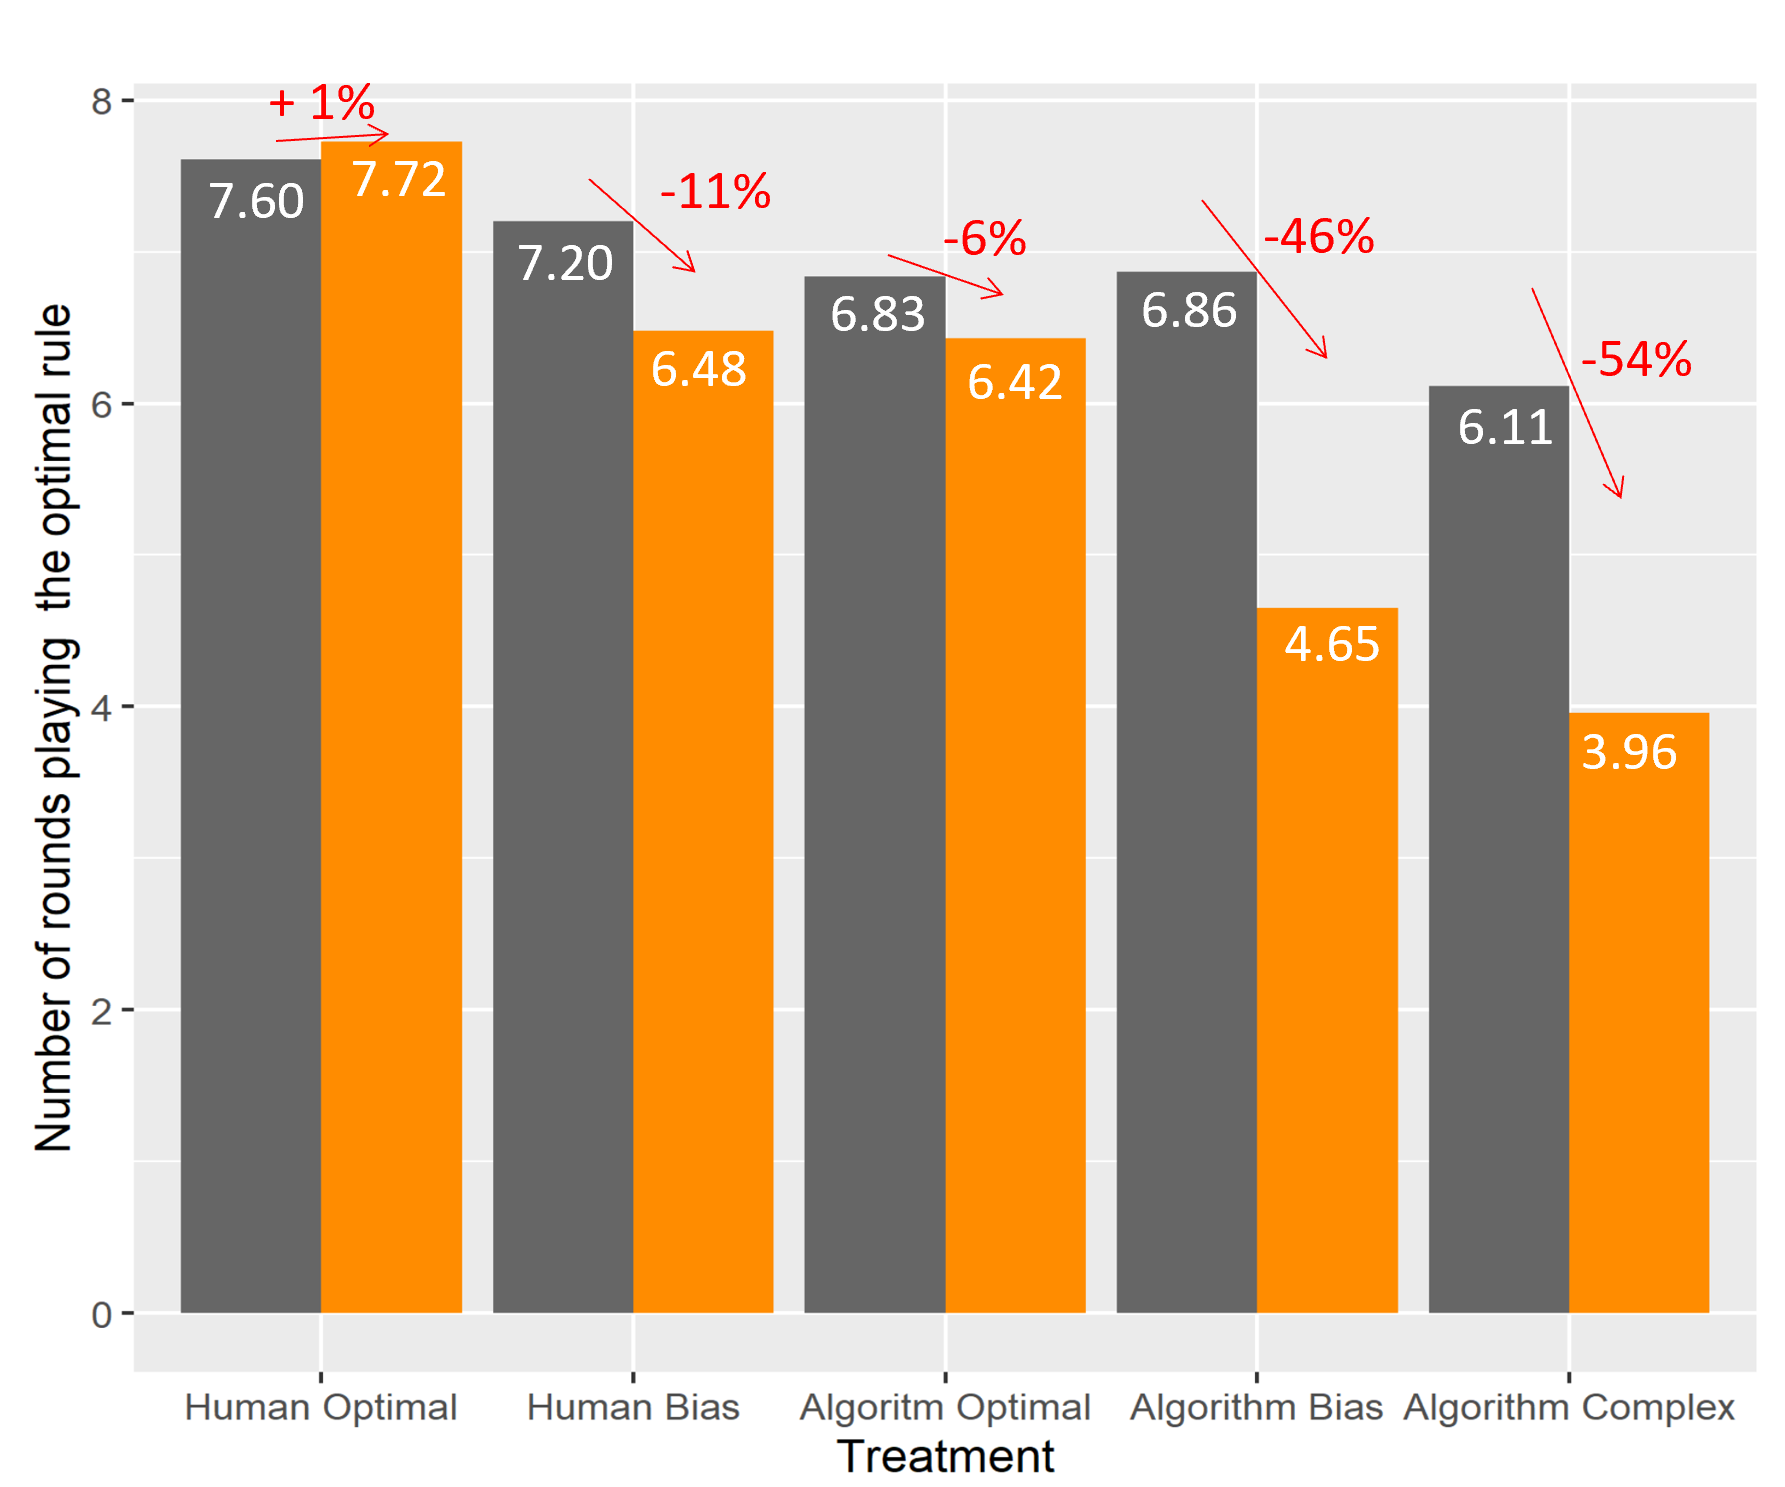 Number of rounds playing  the optimal rule
8
6
4
2
0
+ 1%
-11%
-6%
-46%
-54%
7.60
7.72
7.20
6.48
6.83
6.42
6.86
4.65
6.11
3.96
Human Optimal
Human Bias
Algoritm Optimal
Algorithm Bias
Algorithm Complex
Treatment